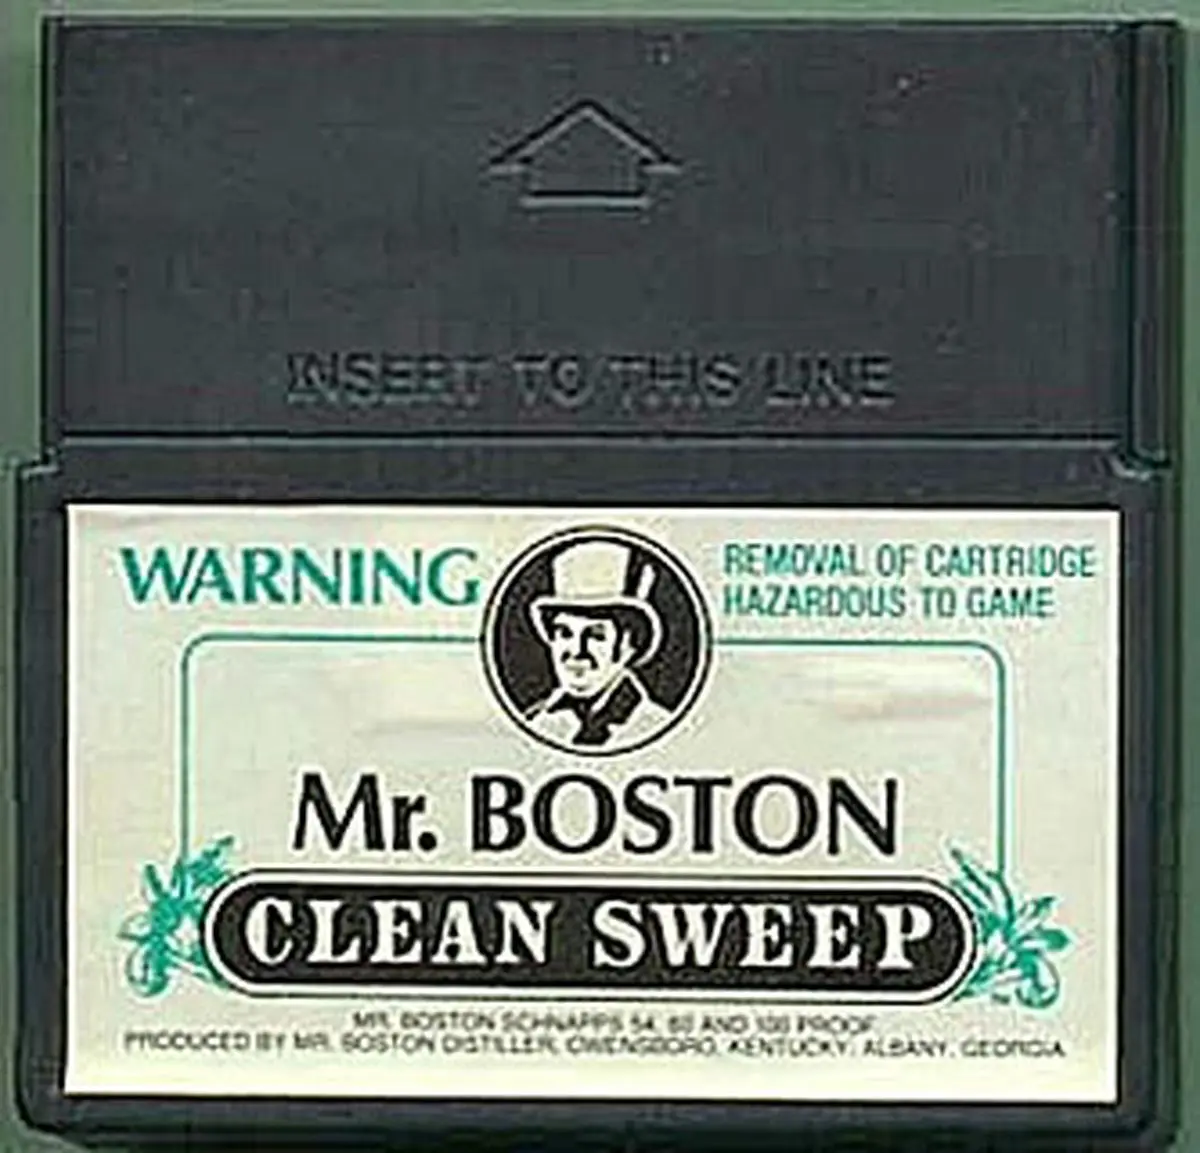 INSERT TO THIS LINE
WARNING
REMOVAL OF CARTRIDGE
HAZARDOUS TO GAME
Mr. BOSTON
CLEAN SWEEP
MR. BOSTON SCHNAPPS 54, 60 AND 100 PROOF.
PRODUCED BY MR. BOSTON DISTILLER, OWENSBORO, KENTUCKY; ALBANY, GEORGIA